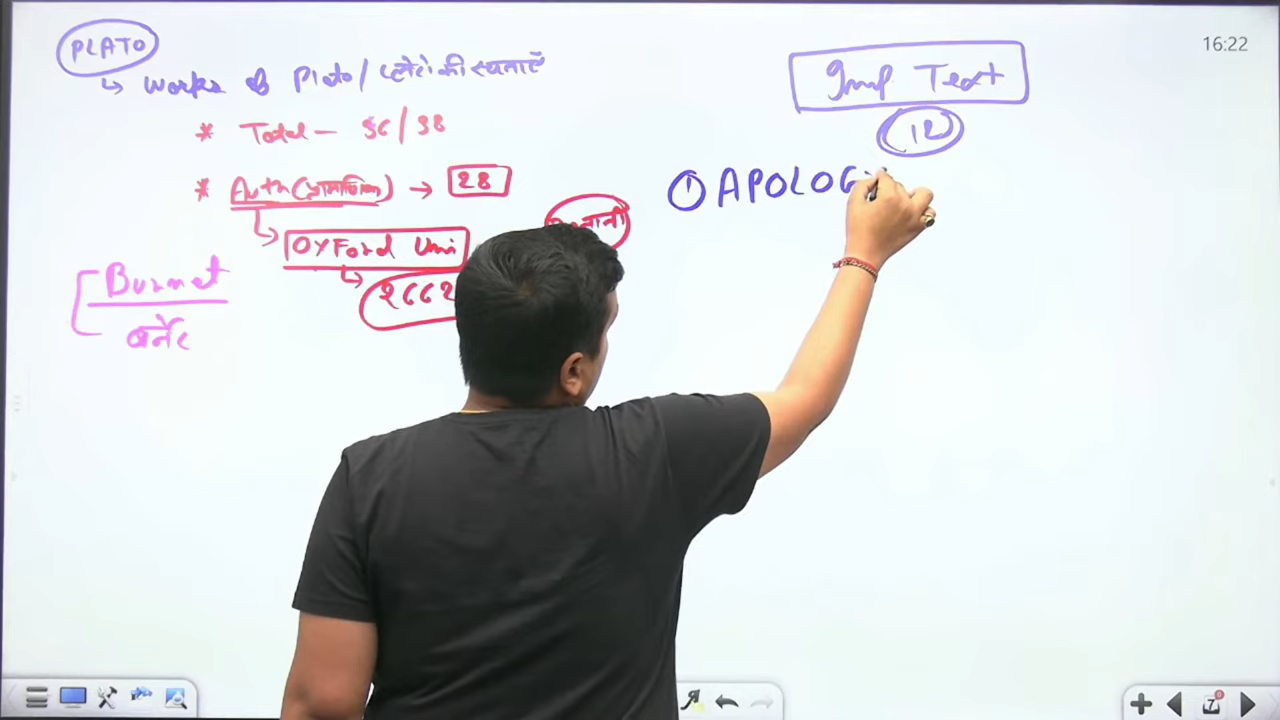 PLATO
↳ Works of Plato/प्लेटो की रचनाएँ
* Total – 36/38
* Auth(प्रामाणिक) → 28
OXFord Uni
Burnet
बर्नेट
Imp Text
12
① APOLOG
16:22